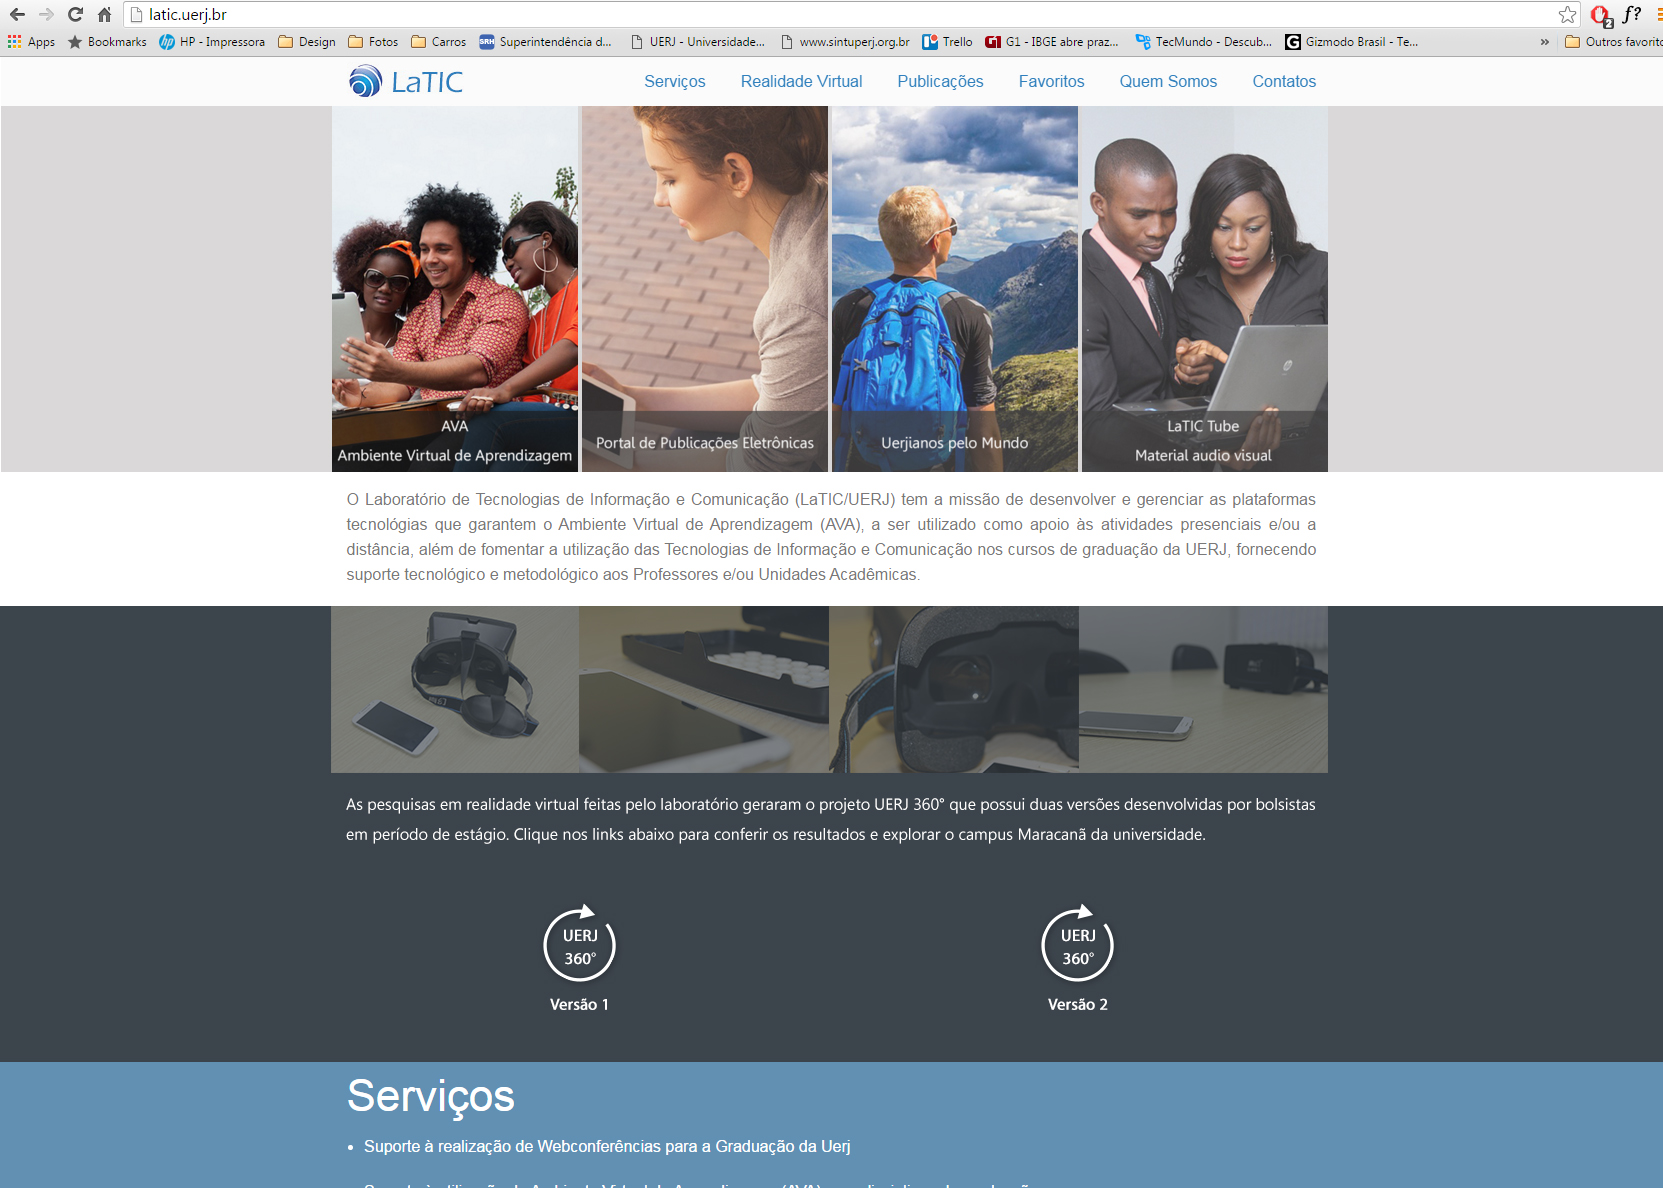 latic.uerj.br
Apps Bookmarks HP - Impressora Design Fotos Carros Superintendência d... UERJ - Universidade... www.sintuperj.org.br Trello G1 - IBGE abre praz... TecMundo - Descub... Gizmodo Brasil - Te... » Outros favorito
LaTIC Serviços Realidade Virtual Publicações Favoritos Quem Somos Contatos
AVA
Ambiente Virtual de Aprendizagem
Portal de Publicações Eletrônicas
Uerjianos pelo Mundo
LaTIC Tube
Material audio visual
O Laboratório de Tecnologias de Informação e Comunicação (LaTIC/UERJ) tem a missão de desenvolver e gerenciar as plataformas
tecnológias que garantem o Ambiente Virtual de Aprendizagem (AVA), a ser utilizado como apoio às atividades presenciais e/ou a
distância, além de fomentar a utilização das Tecnologias de Informação e Comunicação nos cursos de graduação da UERJ, fornecendo
suporte tecnológico e metodológico aos Professores e/ou Unidades Acadêmicas.
As pesquisas em realidade virtual feitas pelo laboratório geraram o projeto UERJ 360° que possui duas versões desenvolvidas por bolsistas
em período de estágio. Clique nos links abaixo para conferir os resultados e explorar o campus Maracanã da universidade.
UERJ
360°
Versão 1
UERJ
360°
Versão 2
Serviços
• Suporte à realização de Webconferências para a Graduação da Uerj